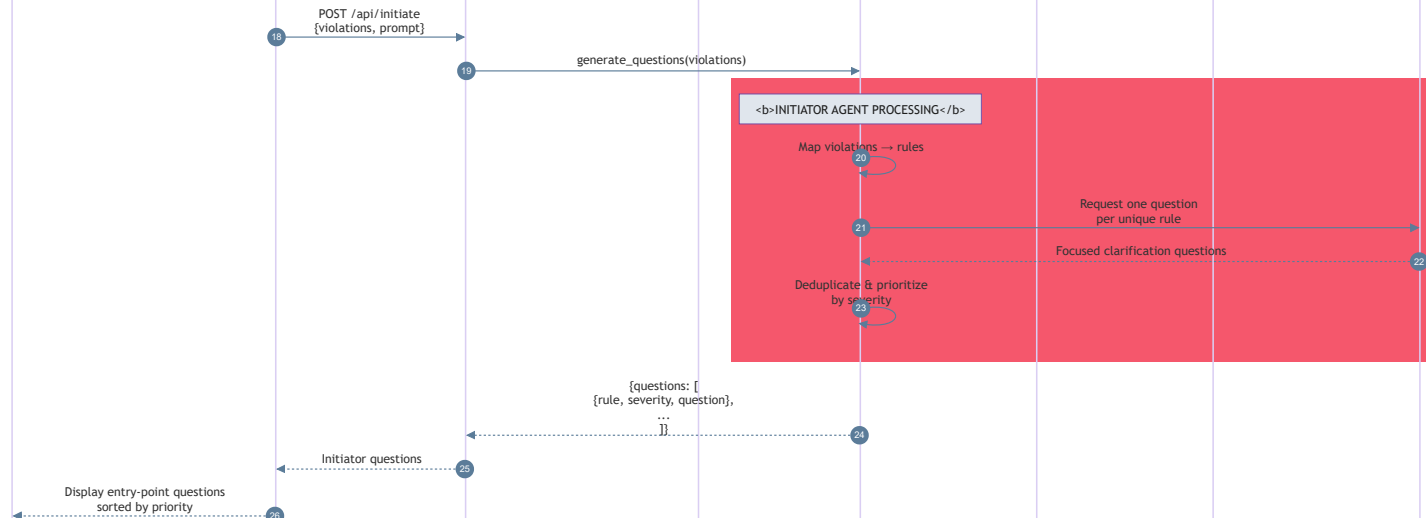 POST /api/initiate
{violations, prompt}
18
generate_questions(violations)
19
<b>INITIATOR AGENT PROCESSING</b>
Map violations → rules
20
Request one question
per unique rule
21
Focused clarification questions
22
Deduplicate & prioritize
by severity
23
{questions: [
{rule, severity, question},
...
]}
24
Initiator questions
25
Display entry-point questions
sorted by priority
26